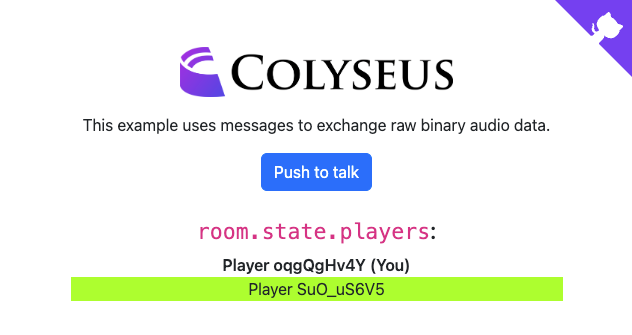 COLYSEUS
This example uses messages to exchange raw binary audio data.
Push to talk
room.state.players:
Player oqgQgHv4Y (You)
Player SuO_uS6V5